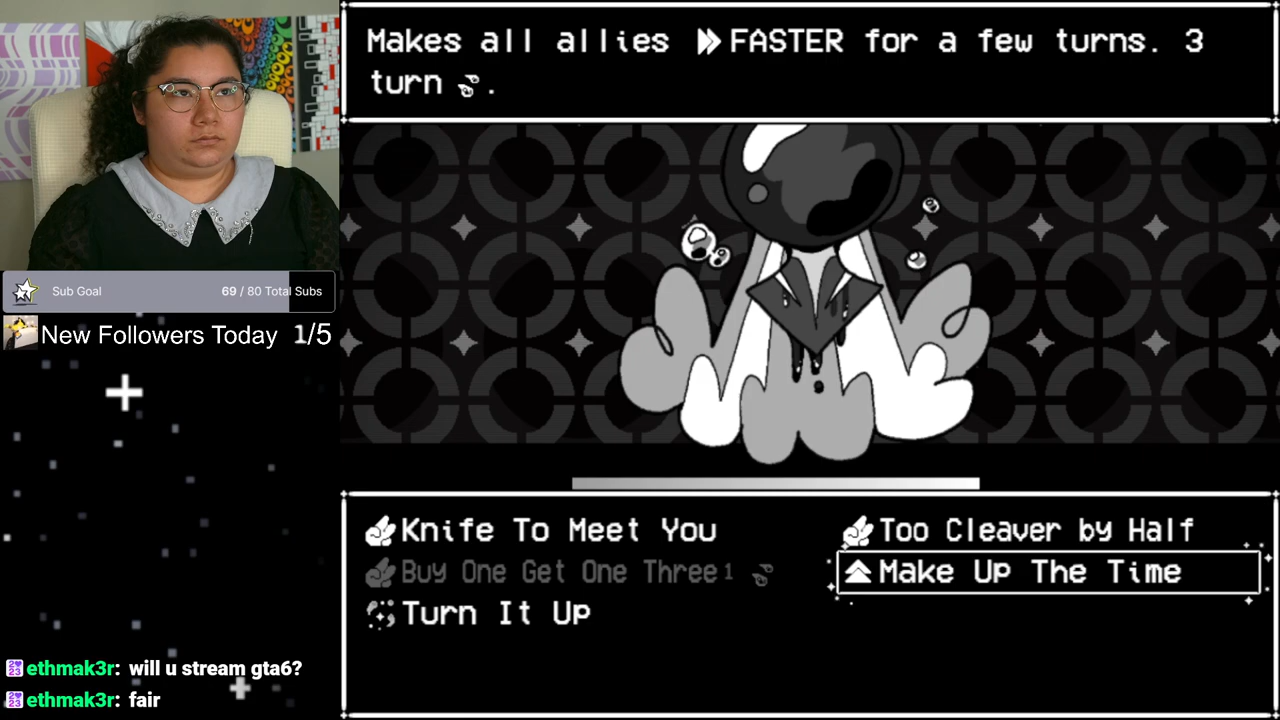 Makes all allies FASTER for a few turns. 3
turn .
Sub Goal 69 / 80 Total Subs
New Followers Today 1/5
Knife To Meet You
Too Cleaver by Half
Buy One Get One Three 1
Make Up The Time
Turn It Up
ethmak3r: will u stream gta6?
ethmak3r: fair